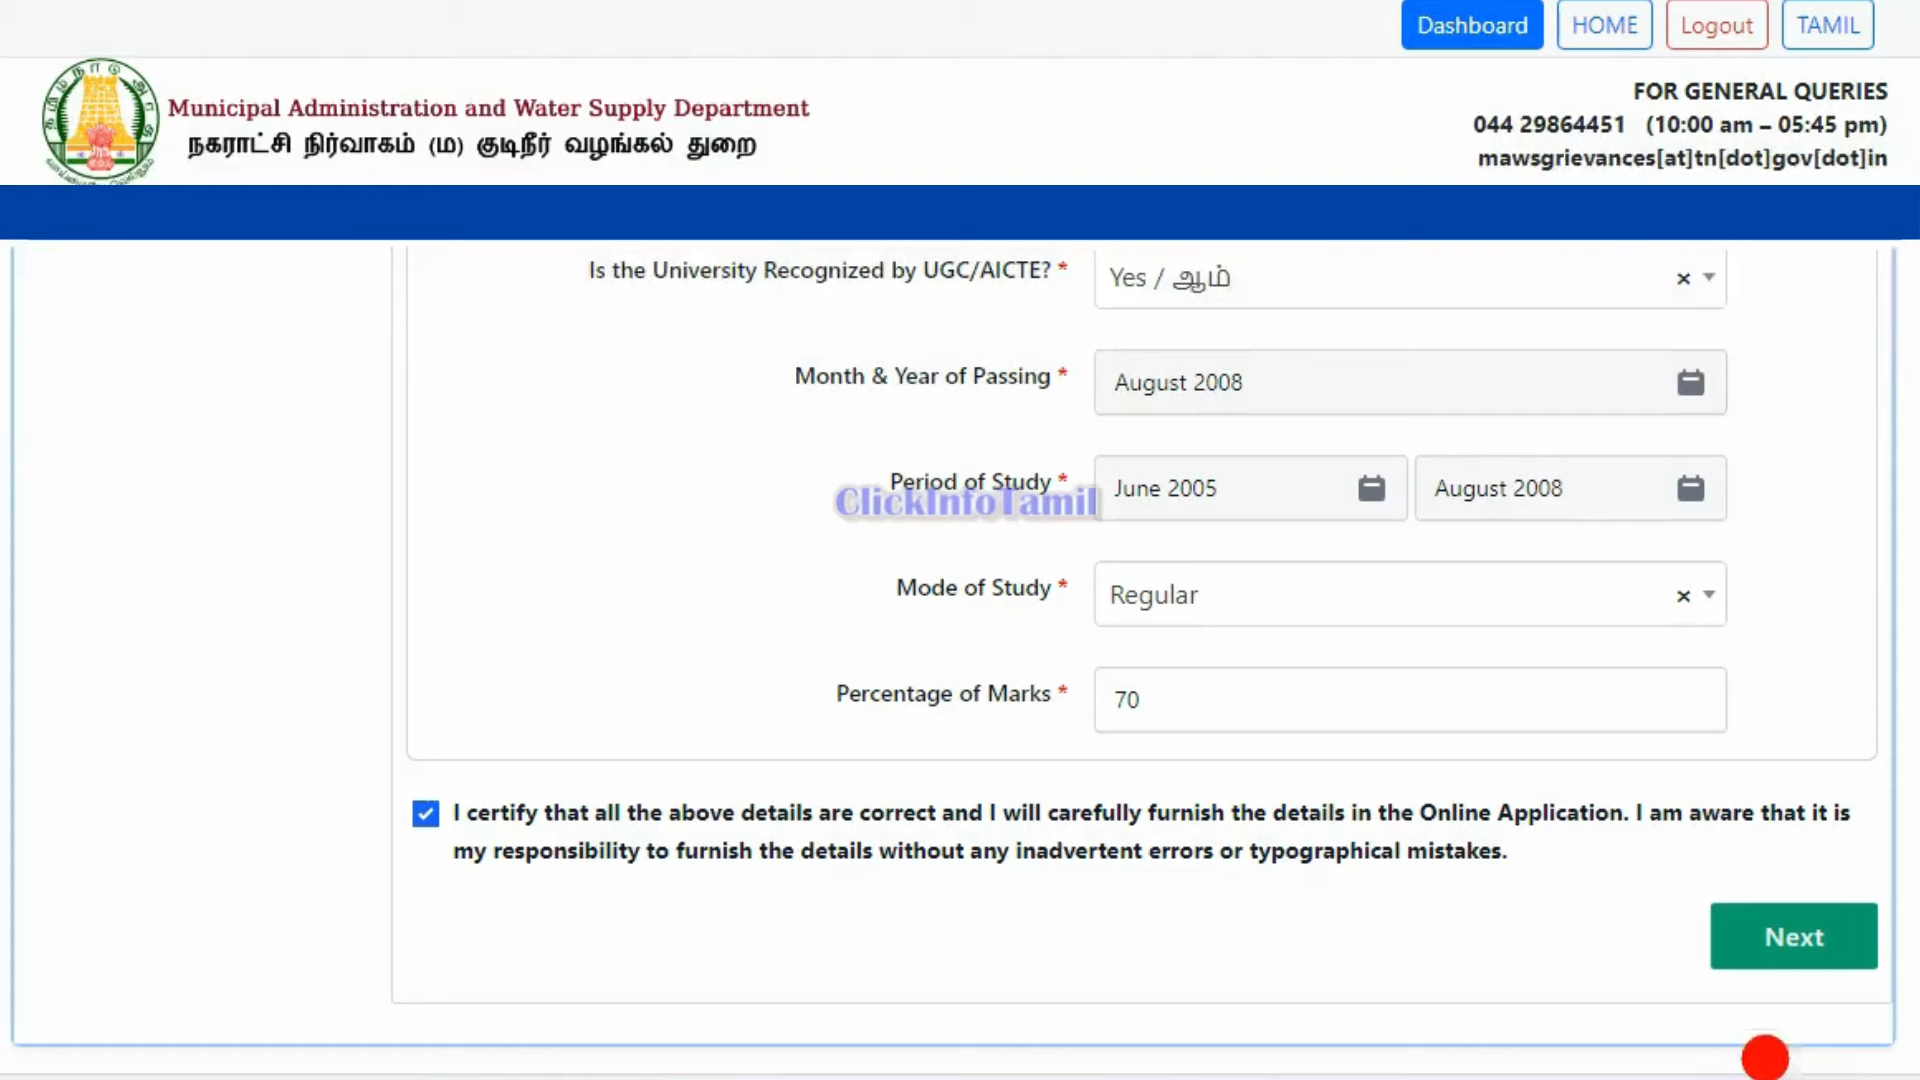 Dashboard HOME Logout TAMIL
Municipal Administration and Water Supply Department
நகராட்சி நிர்வாகம் (ம) குடிநீர் வழங்கல் துறை
FOR GENERAL QUERIES
044 29864451 (10:00 am – 05:45 pm)
mawsgrievances[at]tn[dot]gov[dot]in
Is the University Recognized by UGC/AICTE? * Yes / ஆம் ×
Month & Year of Passing * August 2008
Period of Study * June 2005 August 2008
ClickInfoTamil
Mode of Study * Regular ×
Percentage of Marks * 70
I certify that all the above details are correct and I will carefully furnish the details in the Online Application. I am aware that it is
my responsibility to furnish the details without any inadvertent errors or typographical mistakes.
Next